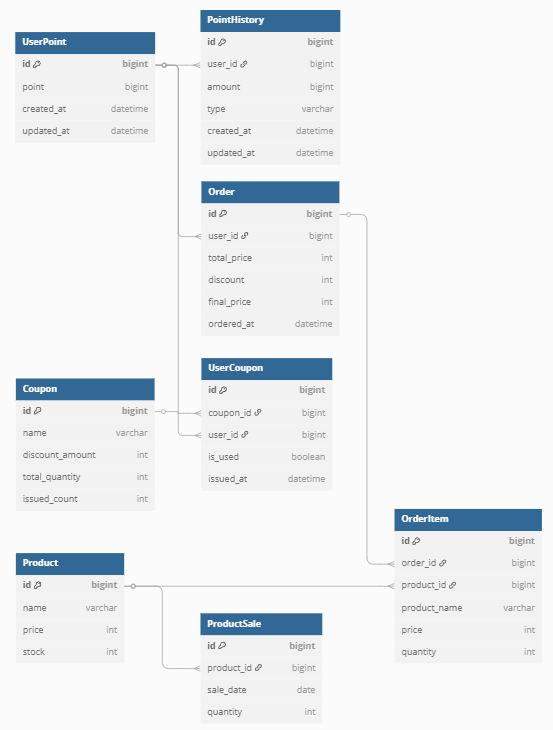 PointHistory
id bigint
user_id bigint
amount bigint
type varchar
created_at datetime
updated_at datetime
UserPoint
id bigint
point bigint
created_at datetime
updated_at datetime
Order
id bigint
user_id bigint
total_price int
discount int
final_price int
ordered_at datetime
UserCoupon
id bigint
coupon_id bigint
user_id bigint
is_used boolean
issued_at datetime
Coupon
id bigint
name varchar
discount_amount int
total_quantity int
issued_count int
OrderItem
id bigint
order_id bigint
product_id bigint
product_name varchar
price int
quantity int
Product
id bigint
name varchar
price int
stock int
ProductSale
id bigint
product_id bigint
sale_date date
quantity int